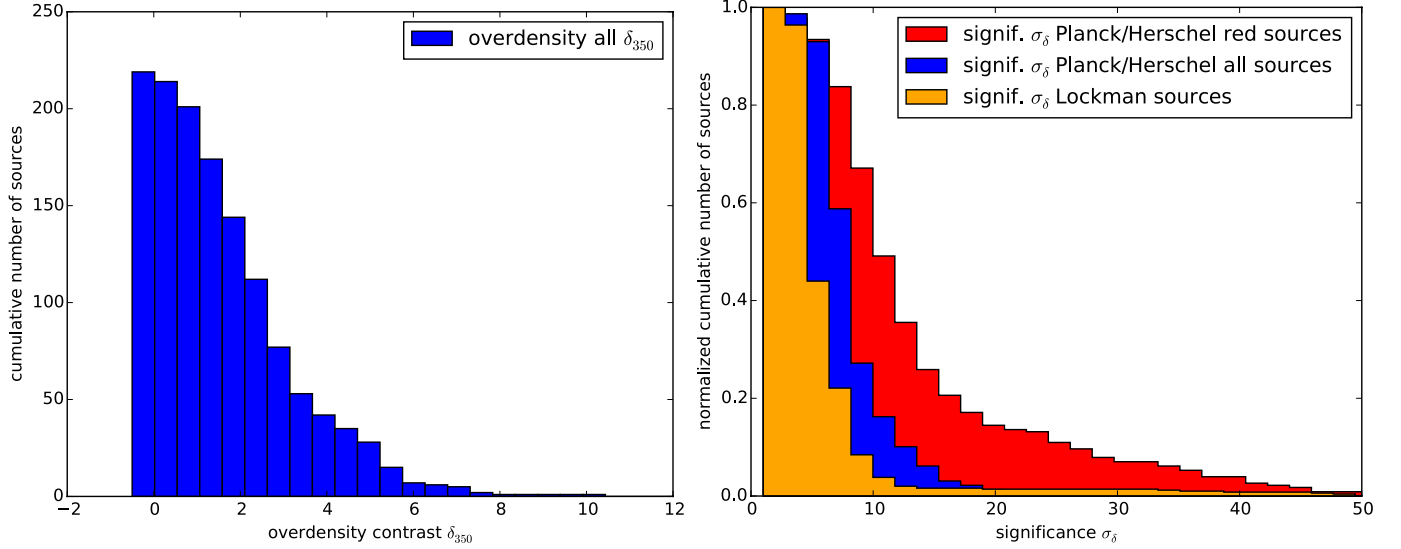 250
200
150
100
50
0
cumulative number of sources
overdensity all δ350
−2 0 2 4 6 8 10 12
overdensity contrast δ350
1.0
0.8
0.6
0.4
0.2
0.0
normalized cumulative number of sources
signif. σδ Planck/Herschel red sources
signif. σδ Planck/Herschel all sources
signif. σδ Lockman sources
0 10 20 30 40 50
significance σδ